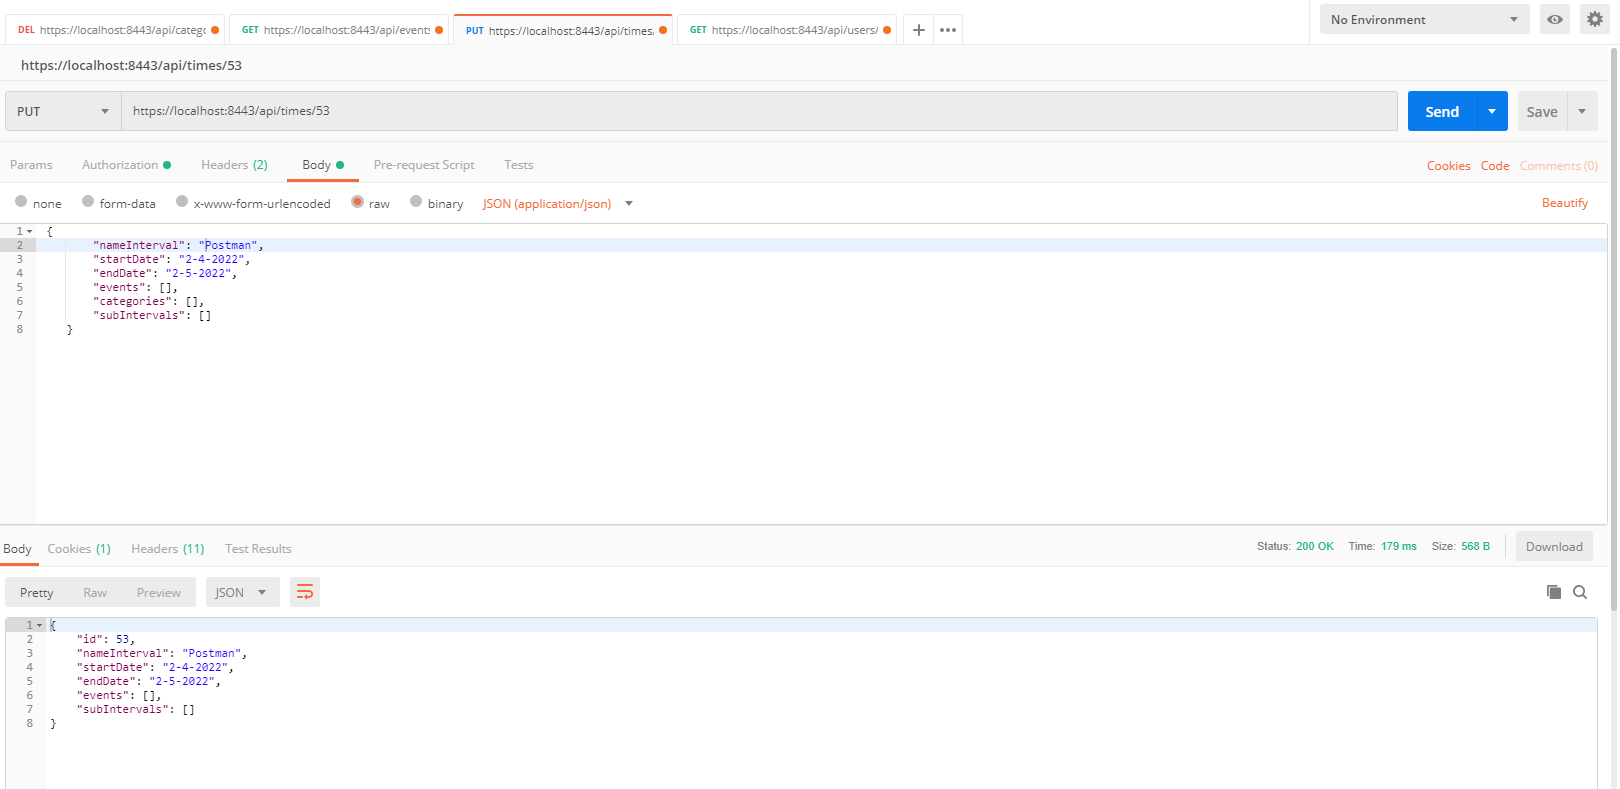 DEL https://localhost:8443/api/catego
GET https://localhost:8443/api/events
PUT https://localhost:8443/api/times/
GET https://localhost:8443/api/users/
No Environment
https://localhost:8443/api/times/53
PUT https://localhost:8443/api/times/53 Send Save
Params Authorization Headers (2) Body Pre-request Script Tests Cookies Code Comments (0)
none form-data x-www-form-urlencoded raw binary JSON (application/json) Beautify
1 {
2 "nameInterval": "Postman",
3 "startDate": "2-4-2022",
4 "endDate": "2-5-2022",
5 "events": [],
6 "categories": [],
7 "subIntervals": []
8 }
Body Cookies (1) Headers (11) Test Results Status: 200 OK Time: 179 ms Size: 568 B Download
Pretty Raw Preview JSON
1 {
2 "id": 53,
3 "nameInterval": "Postman",
4 "startDate": "2-4-2022",
5 "endDate": "2-5-2022",
6 "events": [],
7 "subIntervals": []
8 }